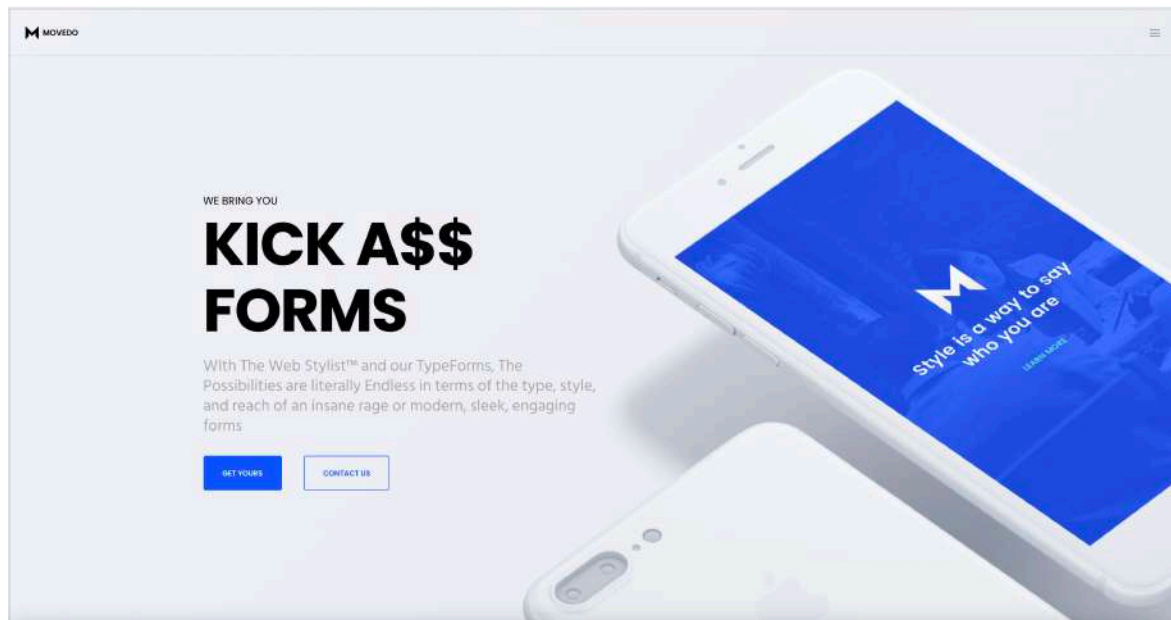 MOVEDO
WE BRING YOU
KICK A$$
FORMS
With The Web Stylist™ and our TypeForms, The
Possibilities are literally Endless in terms of the type, style,
and reach of an insane rage or modern, sleek, engaging
forms
GET YOURS
CONTACT US
Style is a way to say
who you are
LEARN MORE